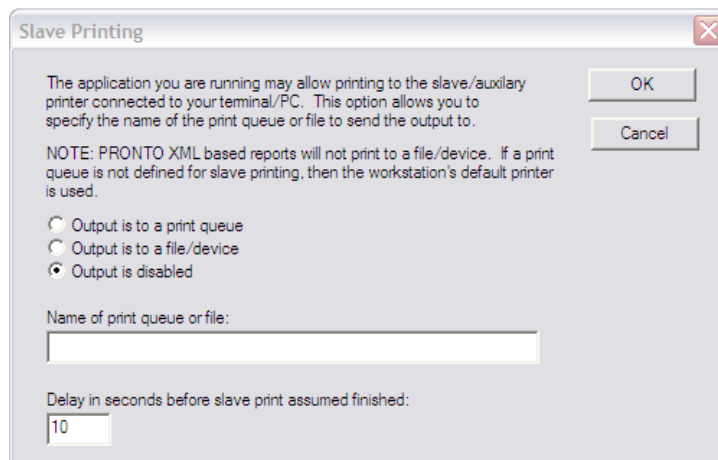 Slave Printing
The application you are running may allow printing to the slave/auxilary
printer connected to your terminal/PC. This option allows you to
specify the name of the print queue or file to send the output to.
OK
Cancel
NOTE: PRONTO XML based reports will not print to a file/device. If a print
queue is not defined for slave printing, then the workstation's default printer
is used.
Output is to a print queue
Output is to a file/device
Output is disabled
Name of print queue or file:
Delay in seconds before slave print assumed finished:
10